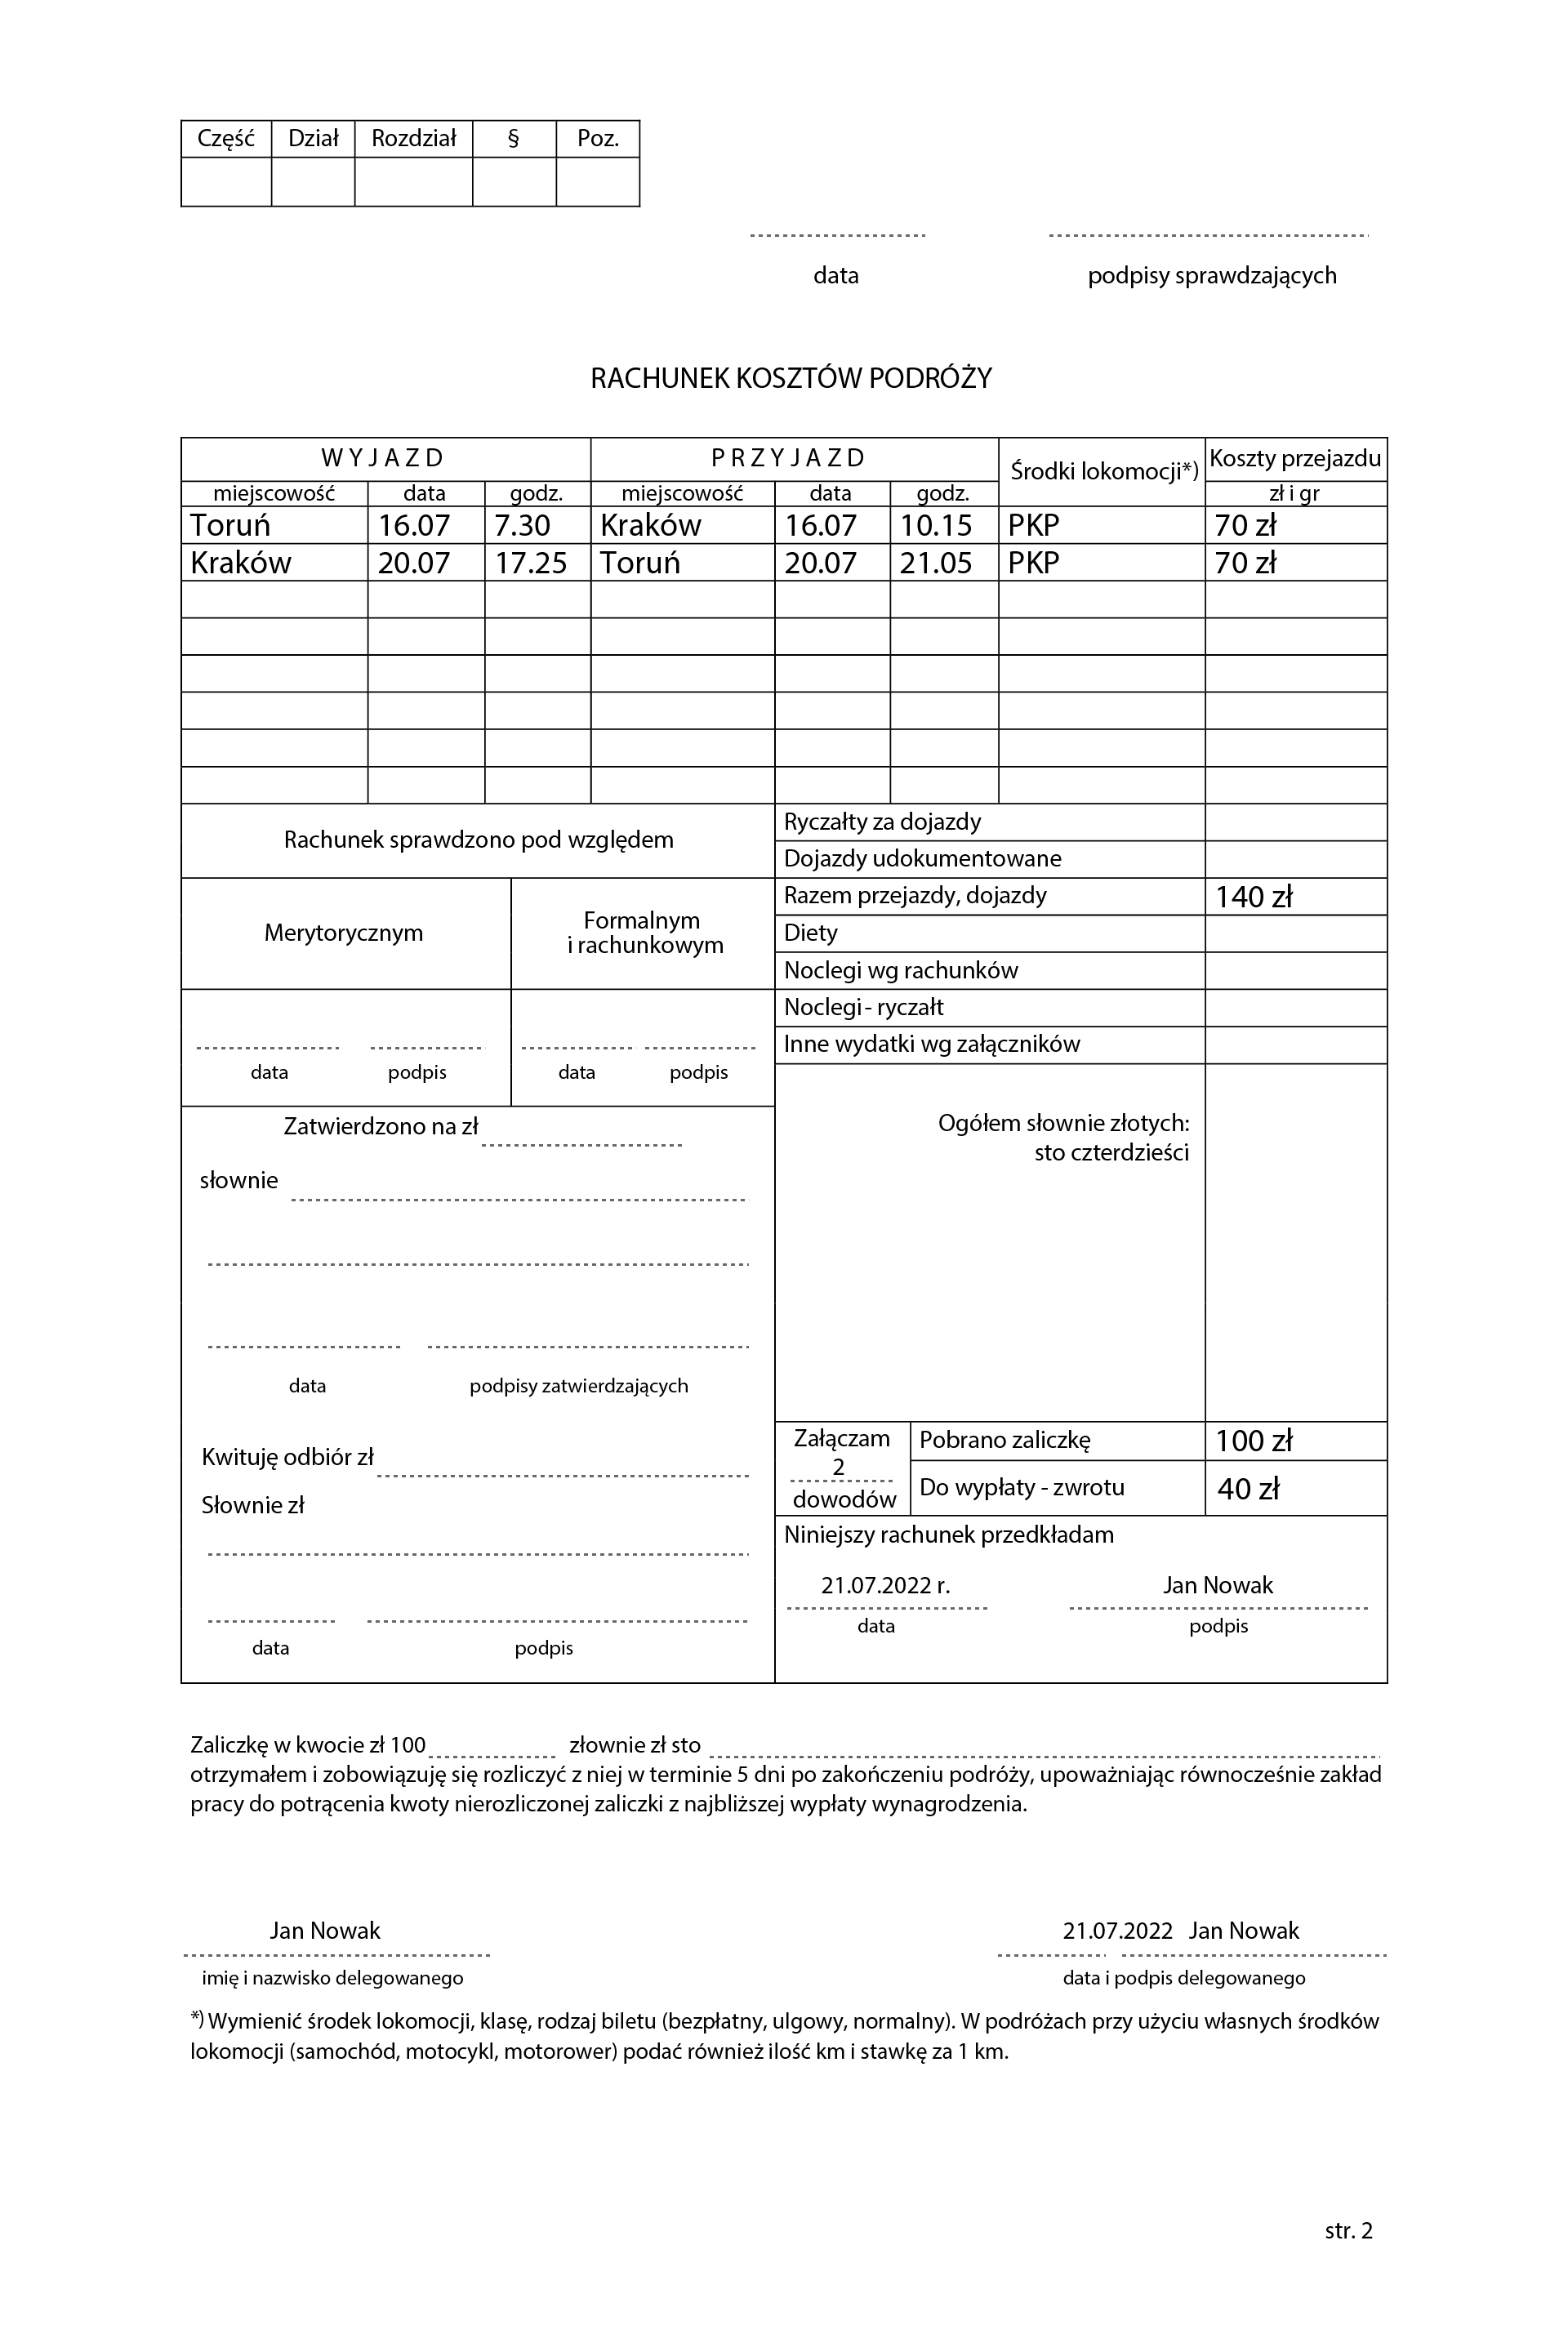 Część Dział Rozdział § Poz.
data podpisy sprawdzających
RACHUNEK KOSZTÓW PODRÓŻY
WYJAZD PRZYJAZD Środki lokomocji*) Koszty przejazdu
miejscowość data godz. miejscowość data godz. zł i gr
Toruń 16.07 7.30 Kraków 16.07 10.15 PKP 70 zł
Kraków 20.07 17.25 Toruń 20.07 21.05 PKP 70 zł
Rachunek sprawdzono pod względem
Merytorycznym
Formalnym
i rachunkowym
data podpis data podpis
Zatwierdzono na zł
słownie
data podpisy zatwierdzających
Kwituję odbiór zł
Słownie zł
data podpis
Ryczałty za dojazdy
Dojazdy udokumentowane
Razem przejazdy, dojazdy 140 zł
Diety
Noclegi wg rachunków
Noclegi - ryczałt
Inne wydatki wg załączników
Ogółem słownie złotych:
sto czterdzieści
Załączam
2
dowodów
Pobrano zaliczkę 100 zł
Do wypłaty - zwrotu 40 zł
Niniejszy rachunek przedkładam
21.07.2022 r. Jan Nowak
data podpis
Zaliczkę w kwocie zł 100 złownie zł sto
otrzymałem i zobowiązuję się rozliczyć z niej w terminie 5 dni po zakończeniu podróży, upoważniając równocześnie zakład
pracy do potrącenia kwoty nierozliczonej zaliczki z najbliższej wypłaty wynagrodzenia.
Jan Nowak 21.07.2022 Jan Nowak
imię i nazwisko delegowanego data i podpis delegowanego
*) Wymienić środek lokomocji, klasę, rodzaj biletu (bezpłatny, ulgowy, normalny). W podróżach przy użyciu własnych środków
lokomocji (samochód, motocykl, motorower) podać również ilość km i stawkę za 1 km.
str. 2